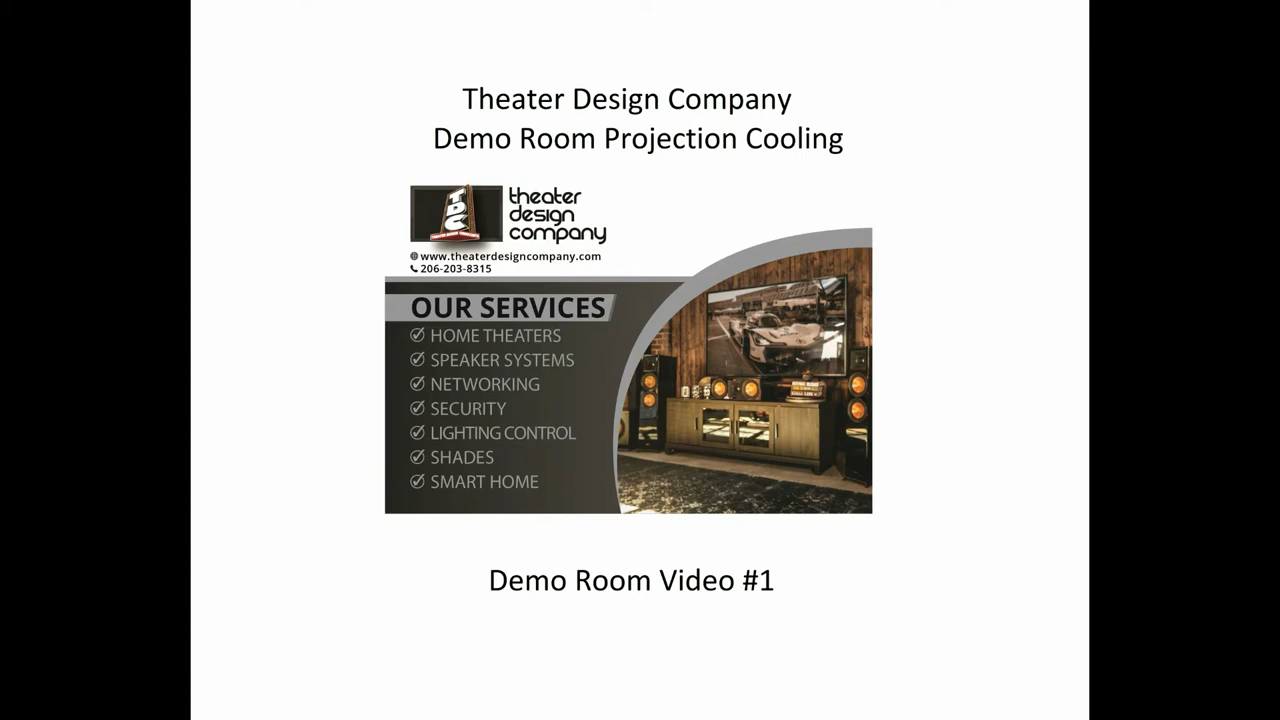 Theater Design Company
Demo Room Projection Cooling
TDC
theater
design
company
www.theaterdesigncompany.com
206-203-8315
OUR SERVICES
HOME THEATERS
SPEAKER SYSTEMS
NETWORKING
SECURITY
LIGHTING CONTROL
SHADES
SMART HOME
Demo Room Video #1